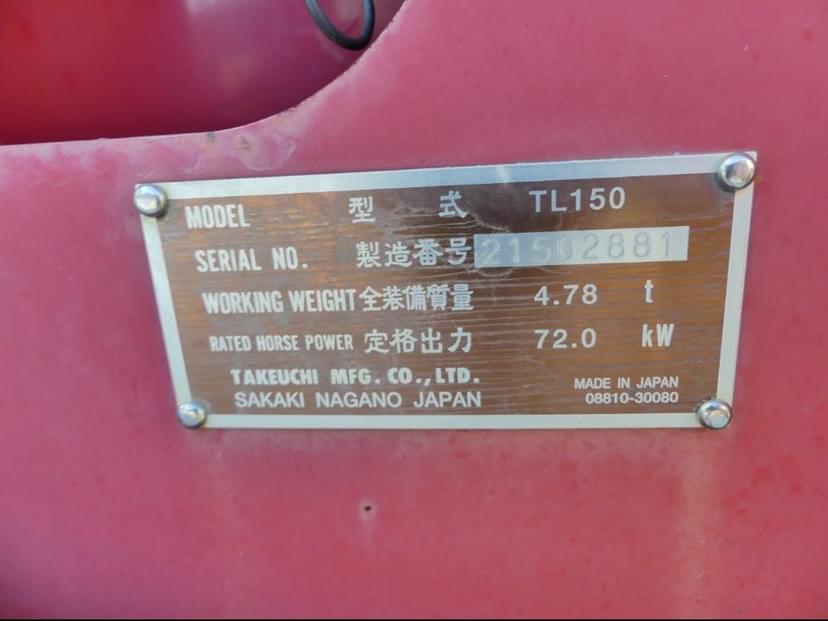 MODEL 型式 TL150
SERIAL NO. 製造番号 21502881
WORKING WEIGHT 全装備質量 4.78 t
RATED HORSE POWER 定格出力 72.0 kW
TAKEUCHI MFG. CO., LTD.
SAKAKI NAGANO JAPAN
MADE IN JAPAN
08810-30080